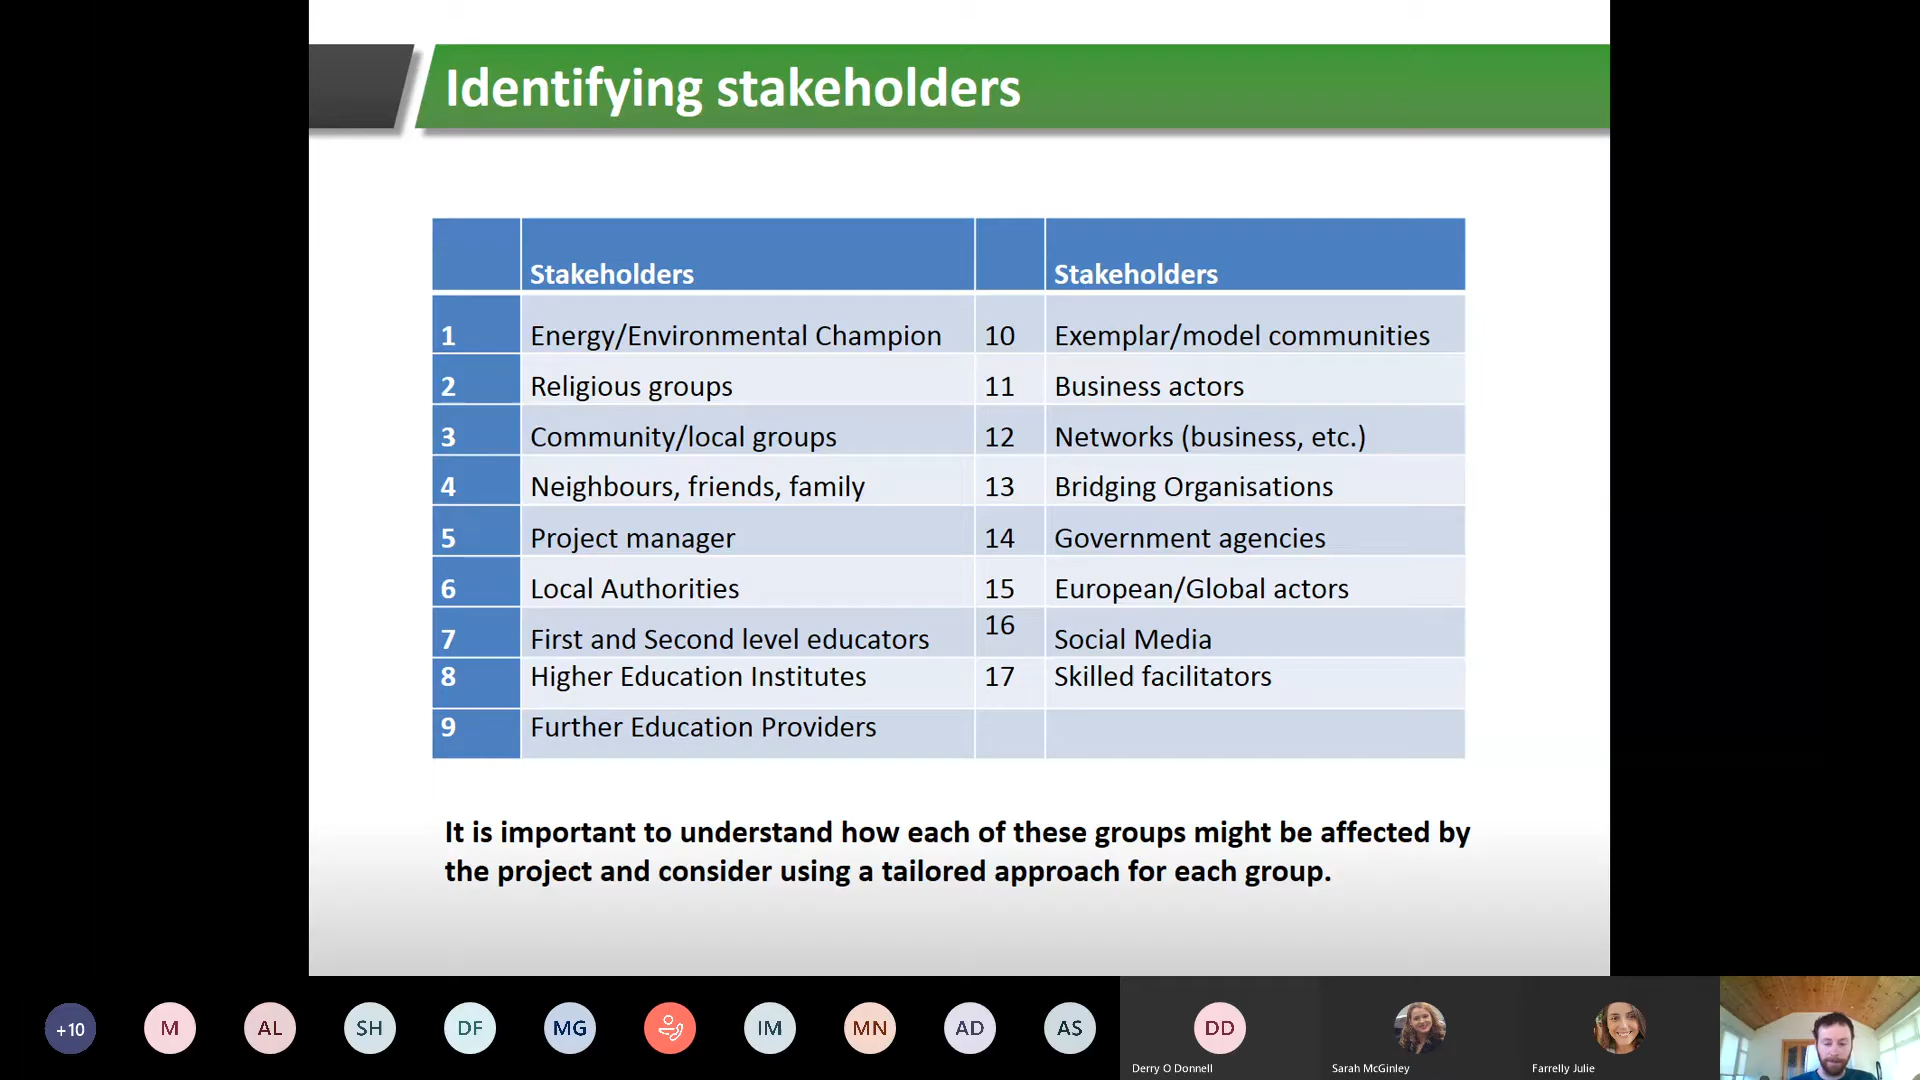 Identifying stakeholders
Stakeholders Stakeholders
1 Energy/Environmental Champion 10 Exemplar/model communities
2 Religious groups 11 Business actors
3 Community/local groups 12 Networks (business, etc.)
4 Neighbours, friends, family 13 Bridging Organisations
5 Project manager 14 Government agencies
6 Local Authorities 15 European/Global actors
7 First and Second level educators 16 Social Media
8 Higher Education Institutes 17 Skilled facilitators
9 Further Education Providers
It is important to understand how each of these groups might be affected by
the project and consider using a tailored approach for each group.
+10 M AL SH DF MG IM MN AD AS DD
Derry O Donnell Sarah McGinley Farrelly Julie